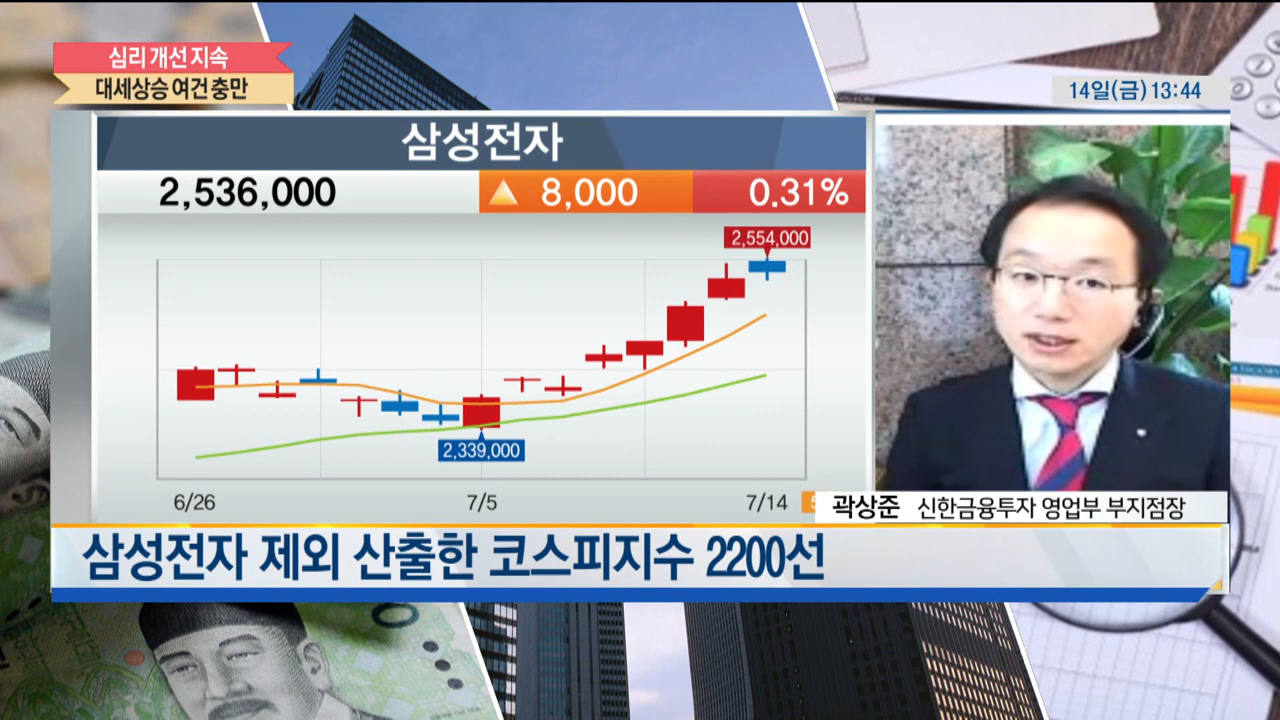 심리 개선 지속
대세상승 여건 충만
14일(금) 13:44
삼성전자
2,536,000 ▲ 8,000 0.31%
2,554,000
2,339,000
6/26 7/5 7/14
곽상준 신한금융투자 영업부 부지점장
삼성전자 제외 산출한 코스피지수 2200선